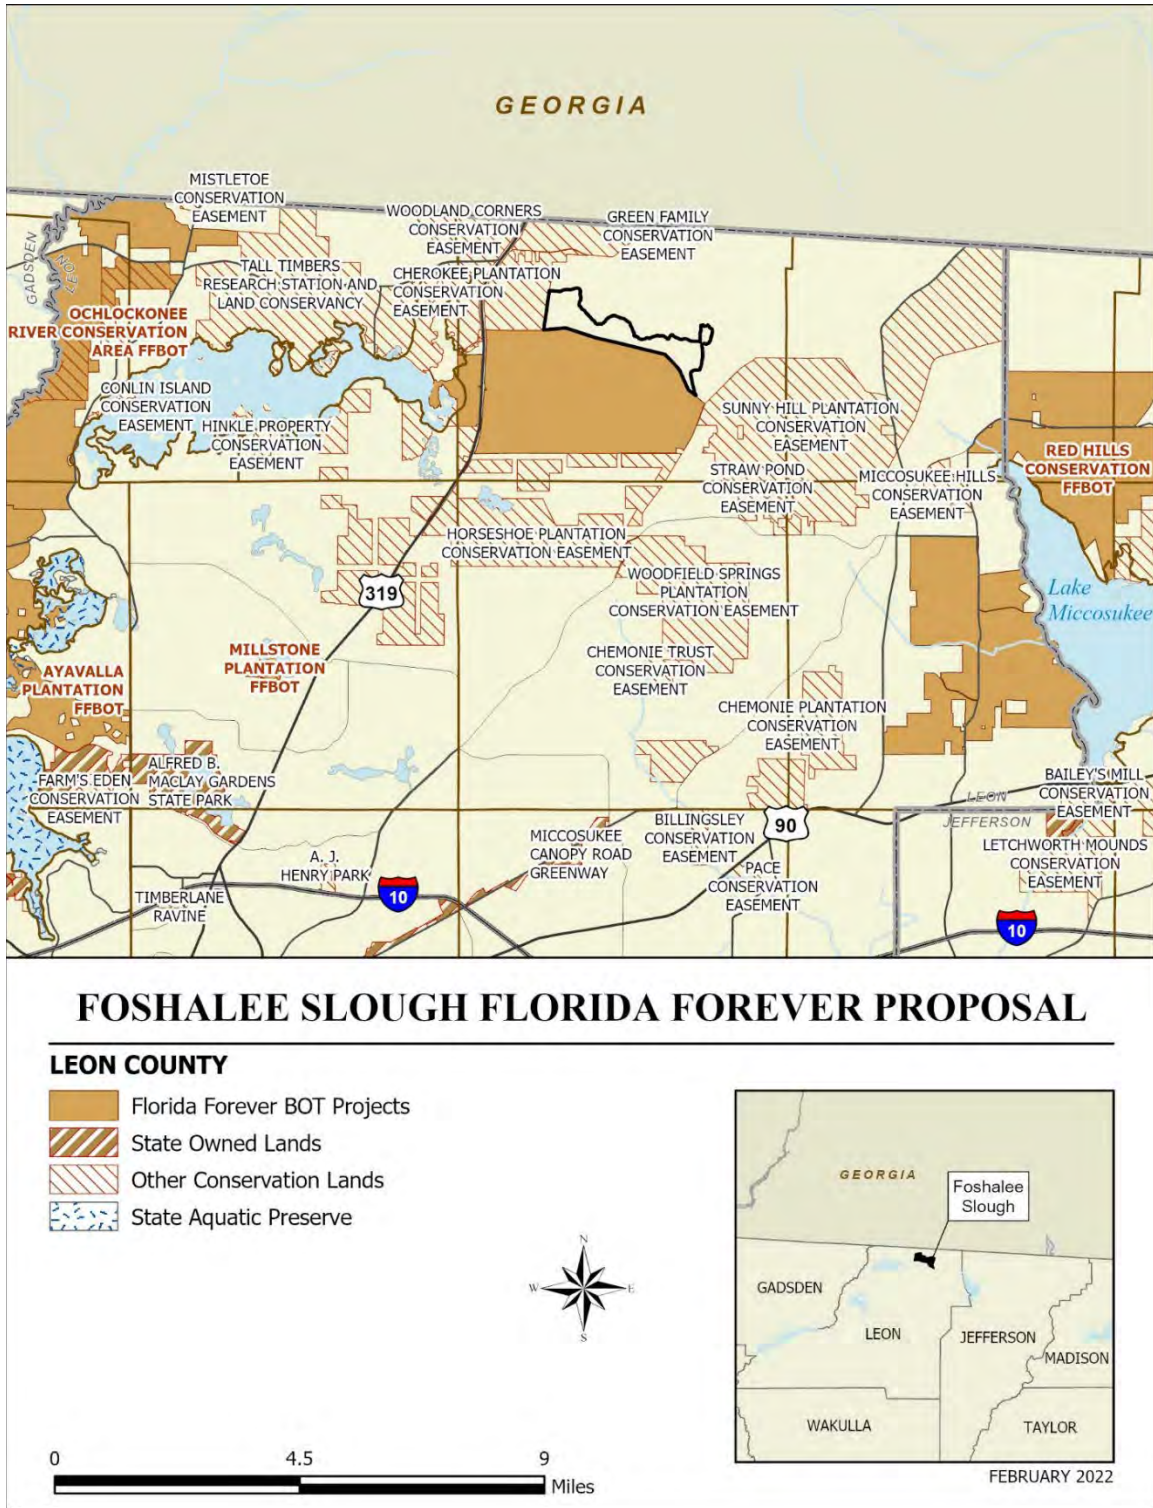 GEORGIA
MISTLETOE
CONSERVATION
EASEMENT
WOODLAND CORNERS
CONSERVATION
EASEMENT
GREEN FAMILY
CONSERVATION
EASEMENT
GADSDEN
LEON
TALL TIMBERS
RESEARCH STATION AND
LAND CONSERVANCY
CHEROKEE PLANTATION
CONSERVATION
EASEMENT
OCHLOCKONEE
RIVER CONSERVATION
AREA FFBOT
CONLIN ISLAND
CONSERVATION
EASEMENT
HINKLE PROPERTY
CONSERVATION
EASEMENT
SUNNY HILL PLANTATION
CONSERVATION
EASEMENT
RED HILLS
CONSERVATION
FFBOT
STRAW POND
CONSERVATION
EASEMENT
MICCOSUKEE HILLS
CONSERVATION
EASEMENT
HORSESHOE PLANTATION
CONSERVATION EASEMENT
WOODFIELD SPRINGS
PLANTATION
CONSERVATION EASEMENT
319
Lake
Miccosukee
MILLSTONE
PLANTATION
FFBOT
CHEMONIE TRUST
CONSERVATION
EASEMENT
AYAVALLA
PLANTATION
FFBOT
CHEMONIE PLANTATION
CONSERVATION
EASEMENT
FARM'S EDEN
CONSERVATION
EASEMENT
ALFRED B.
MACLAY GARDENS
STATE PARK
BAILEY'S MILL
CONSERVATION
EASEMENT
LEON
JEFFERSON
MICCOSUKEE
CANOPY ROAD
GREENWAY
BILLINGSLEY
CONSERVATION
EASEMENT
90
LETCHWORTH MOUNDS
CONSERVATION
EASEMENT
A. J.
HENRY PARK
PACE
CONSERVATION
EASEMENT
TIMBERLANE
RAVINE
10
10
FOSHALEE SLOUGH FLORIDA FOREVER PROPOSAL
LEON COUNTY
Florida Forever BOT Projects
State Owned Lands
Other Conservation Lands
State Aquatic Preserve
N
W
E
S
GEORGIA
Foshalee
Slough
GADSDEN
LEON
JEFFERSON
MADISON
WAKULLA
TAYLOR
0
4.5
9
Miles
FEBRUARY 2022